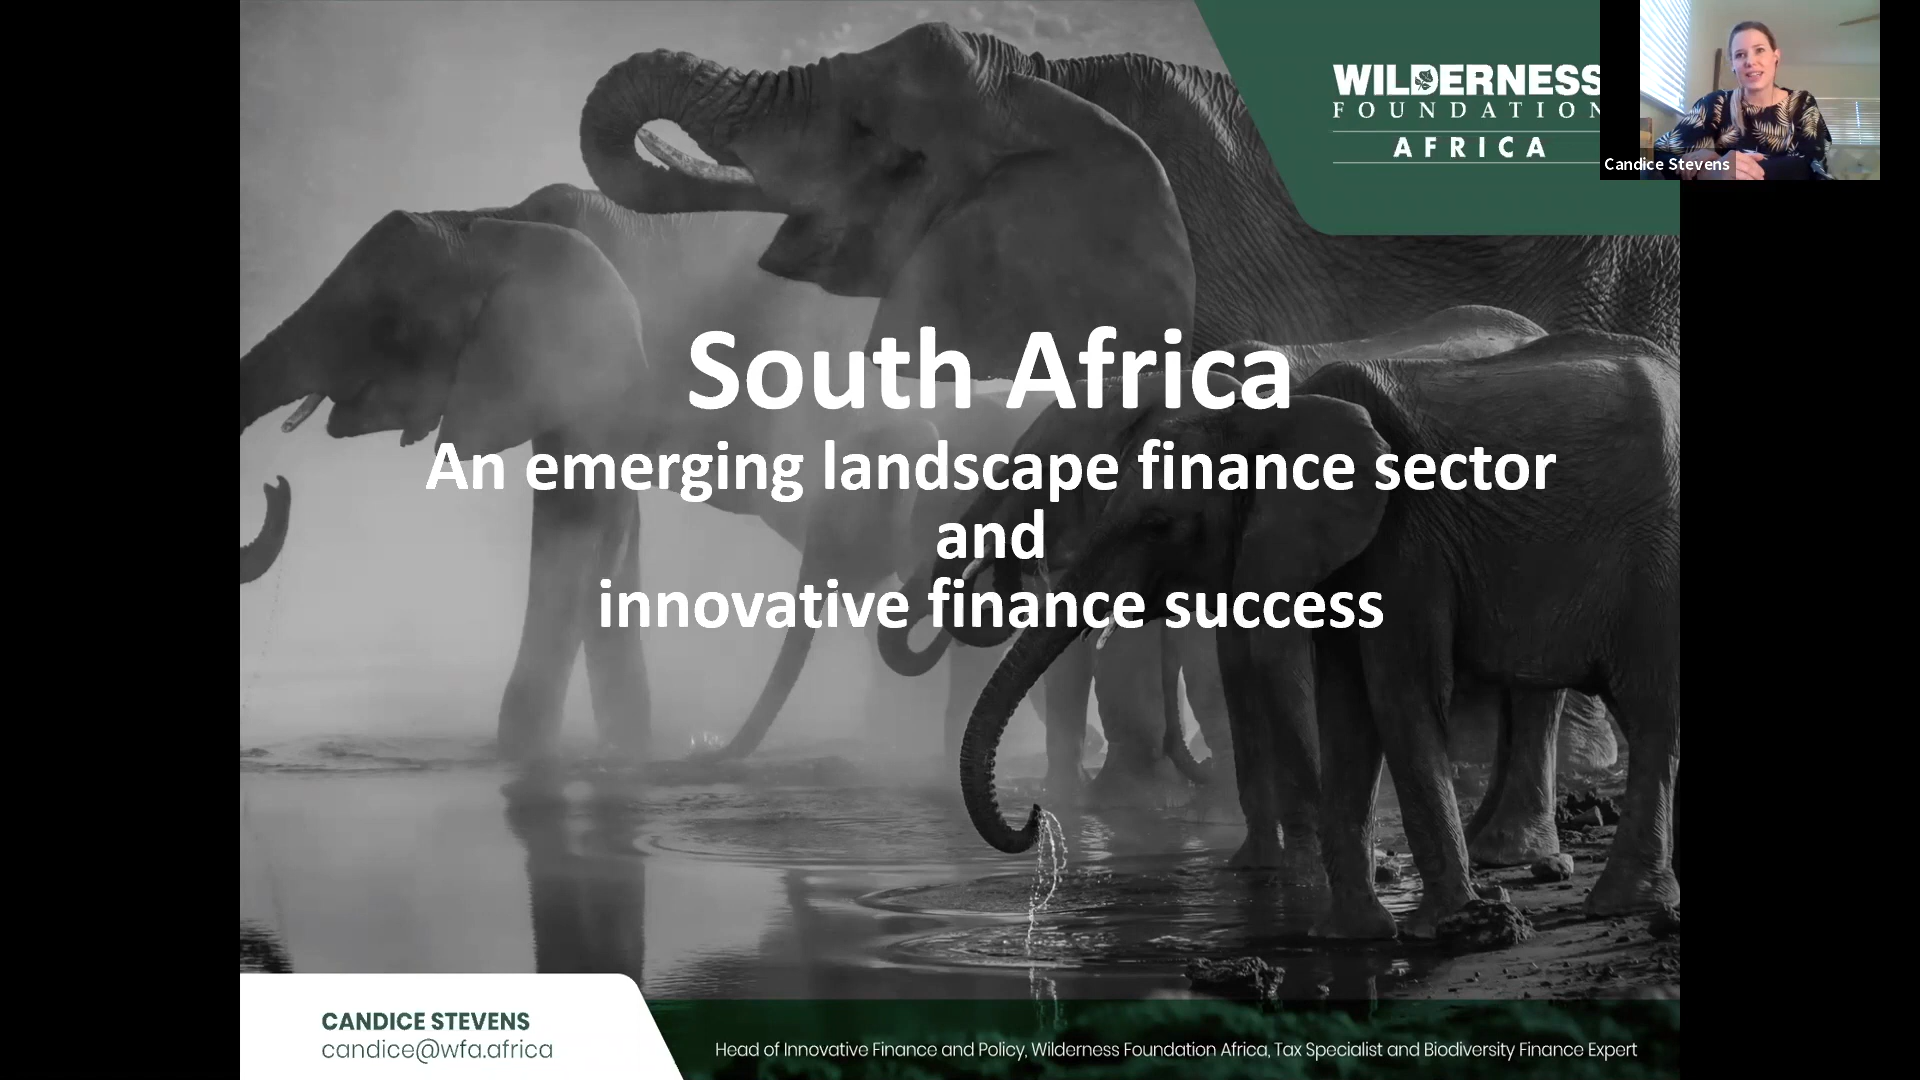 WILDERNESS
FOUNDATION
AFRICA
Candice Stevens
South Africa
An emerging landscape finance sector
and
innovative finance success
CANDICE STEVENS
candice@wfa.africa
Head of Innovative Finance and Policy, Wilderness Foundation Africa, Tax Specialist and Biodiversity Finance Expert